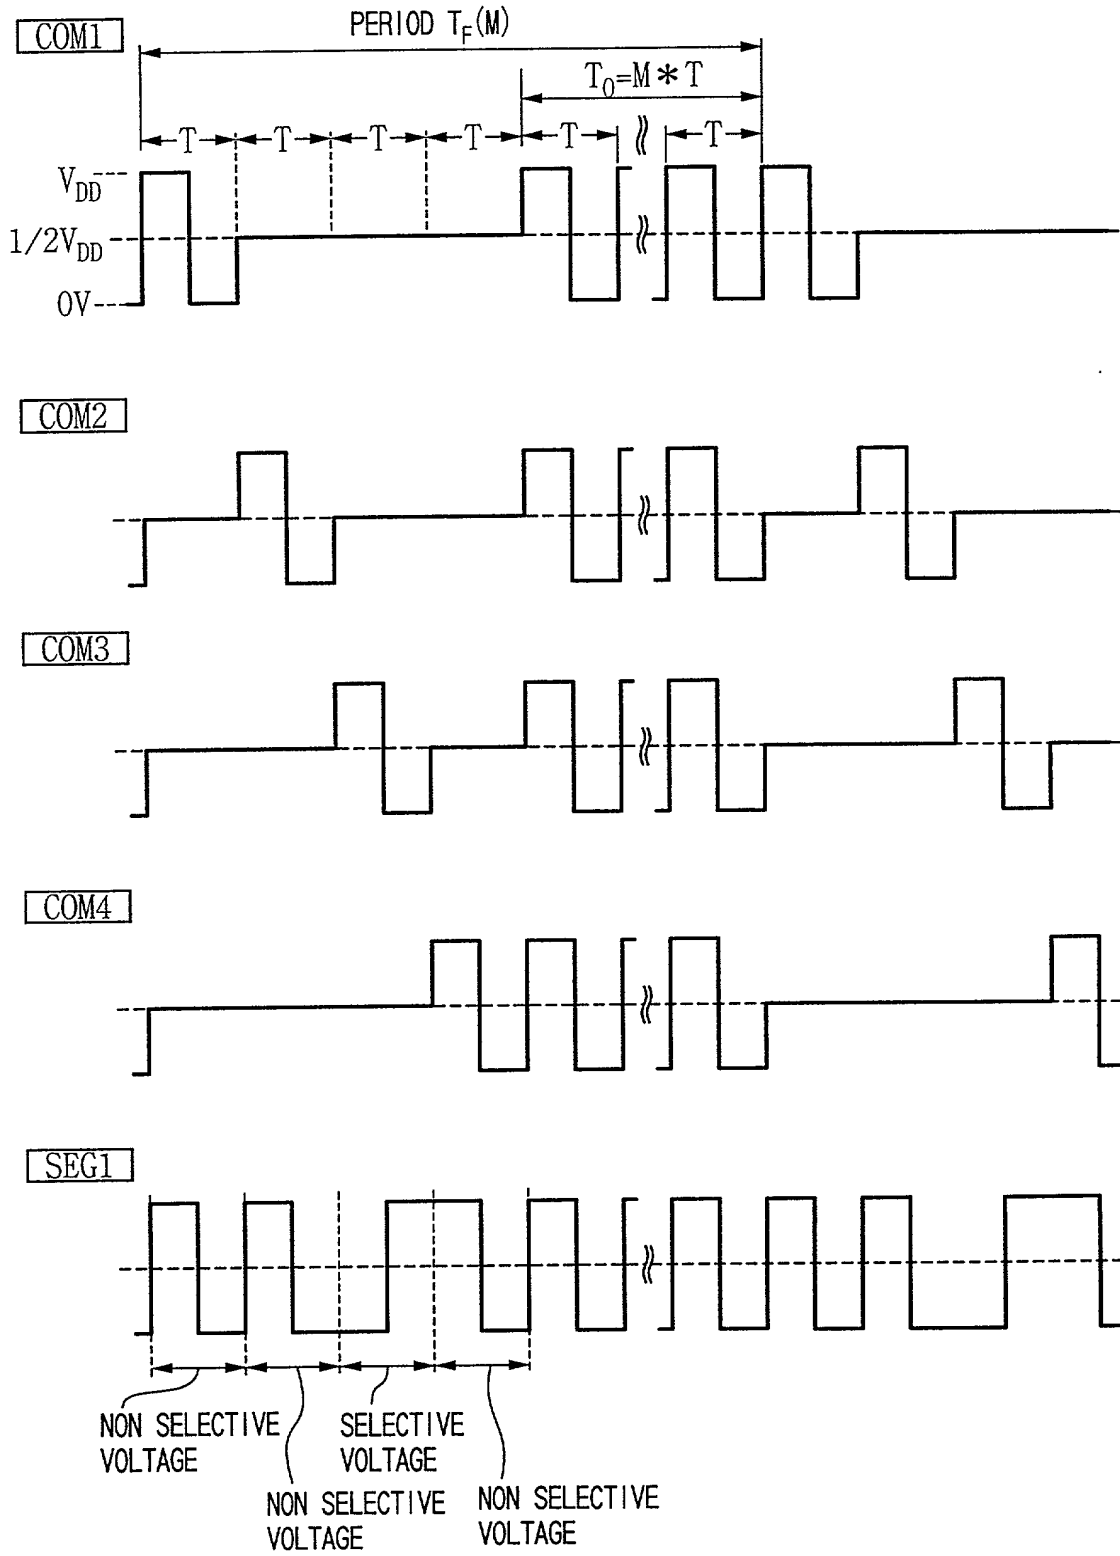 COM1
PERIOD T_F(M)
T_0=M*T
T T T T T T
V_DD
1/2V_DD
0V
COM2
COM3
COM4
SEG1
NON SELECTIVE
VOLTAGE
SELECTIVE
VOLTAGE
NON SELECTIVE
VOLTAGE
NON SELECTIVE
VOLTAGE